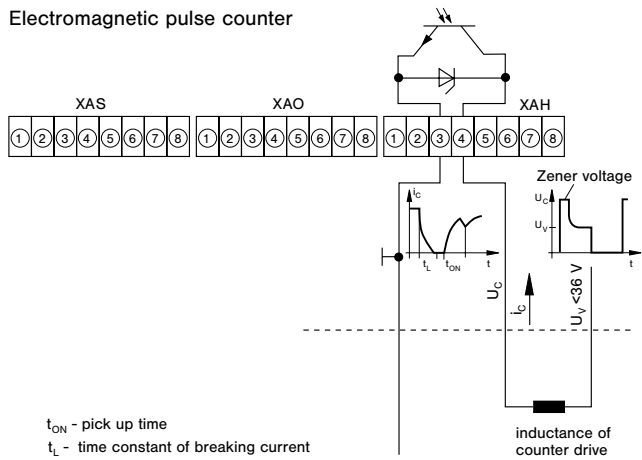 Electromagnetic pulse counter
XAS
XAO
XAH
1 2 3 4 5 6 7 8
1 2 3 4 5 6 7 8
1 2 3 4 5 6 7 8
Zener voltage
i_C
t_L
t_ON
t
U_C
U_V
t
U_C
i_C
U_V <36 V
t_ON - pick up time
t_L - time constant of breaking current
inductance of
counter drive